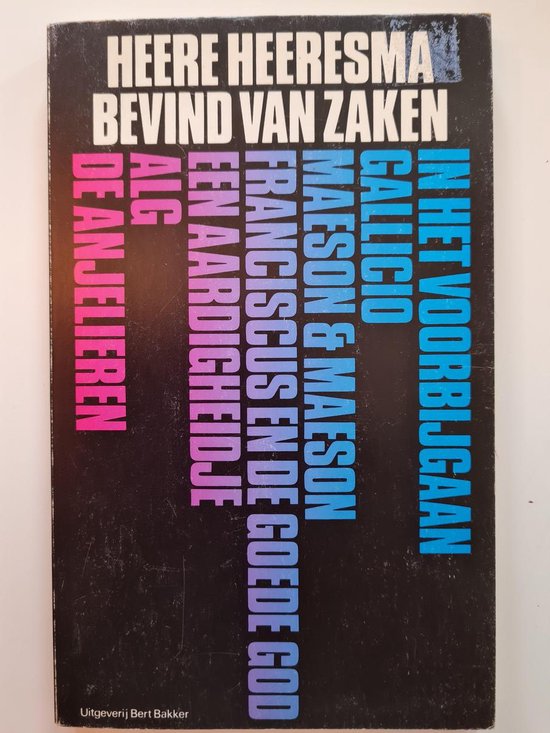 HEERE HEERESMA
BEVIND VAN ZAKEN
IN HET VOORBIJGAAN
GALLICIO
MAESON & MAESON
FRANCISCUS EN DE GOEDE GOD
EEN AARDIGHEIDJE
ALG
DE ANJELIEREN
Uitgeverij Bert Bakker